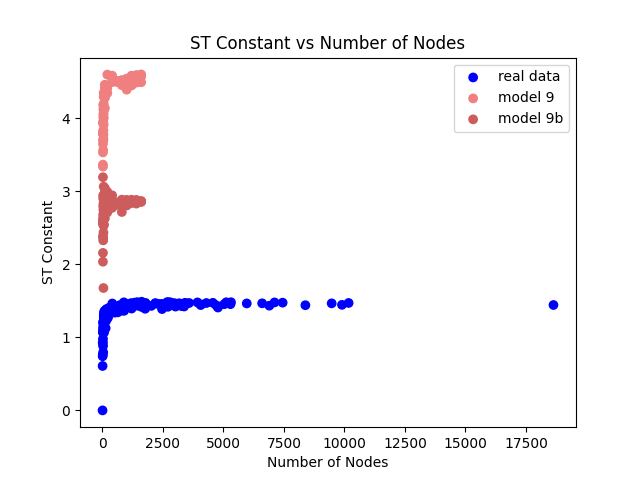 ST Constant vs Number of Nodes
real data
model 9
model 9b
ST Constant
4
3
2
1
0
0 2500 5000 7500 10000 12500 15000 17500
Number of Nodes